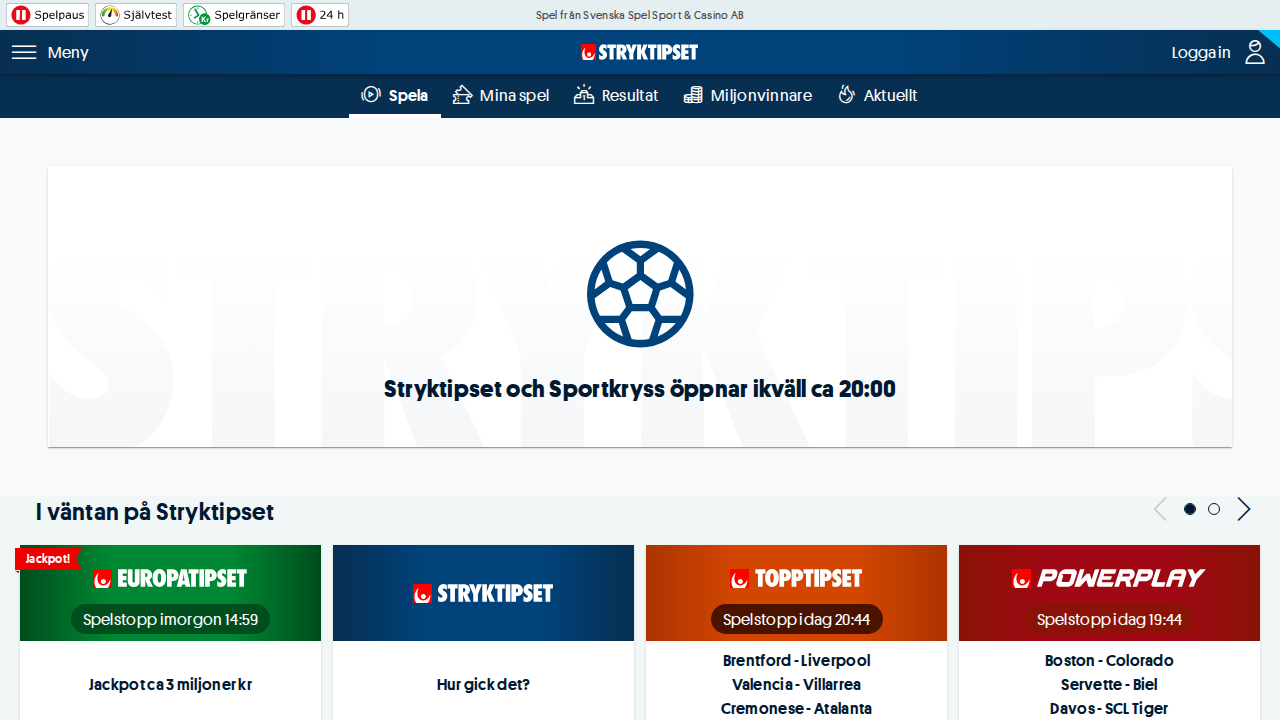 Spelpaus Självtest Spelgränser 24 h Spel från Svenska Spel Sport & Casino AB
Meny STRYKTIPSET Logga in
Spela Mina spel Resultat Miljonvinnare Aktuellt
STRYKTIPS
Stryktipset och Sportkryss öppnar ikväll ca 20:00
I väntan på Stryktipset
Jackpot!
EUROPATIPSET
Spelstopp imorgon 14:59
Jackpot ca 3 miljoner kr
STRYKTIPSET
Hur gick det?
TOPPTIPSET
Spelstopp idag 20:44
Brentford - Liverpool
Valencia - Villarrea
Cremonese - Atalanta
POWERPLAY
Spelstopp idag 19:44
Boston - Colorado
Servette - Biel
Davos - SCL Tiger